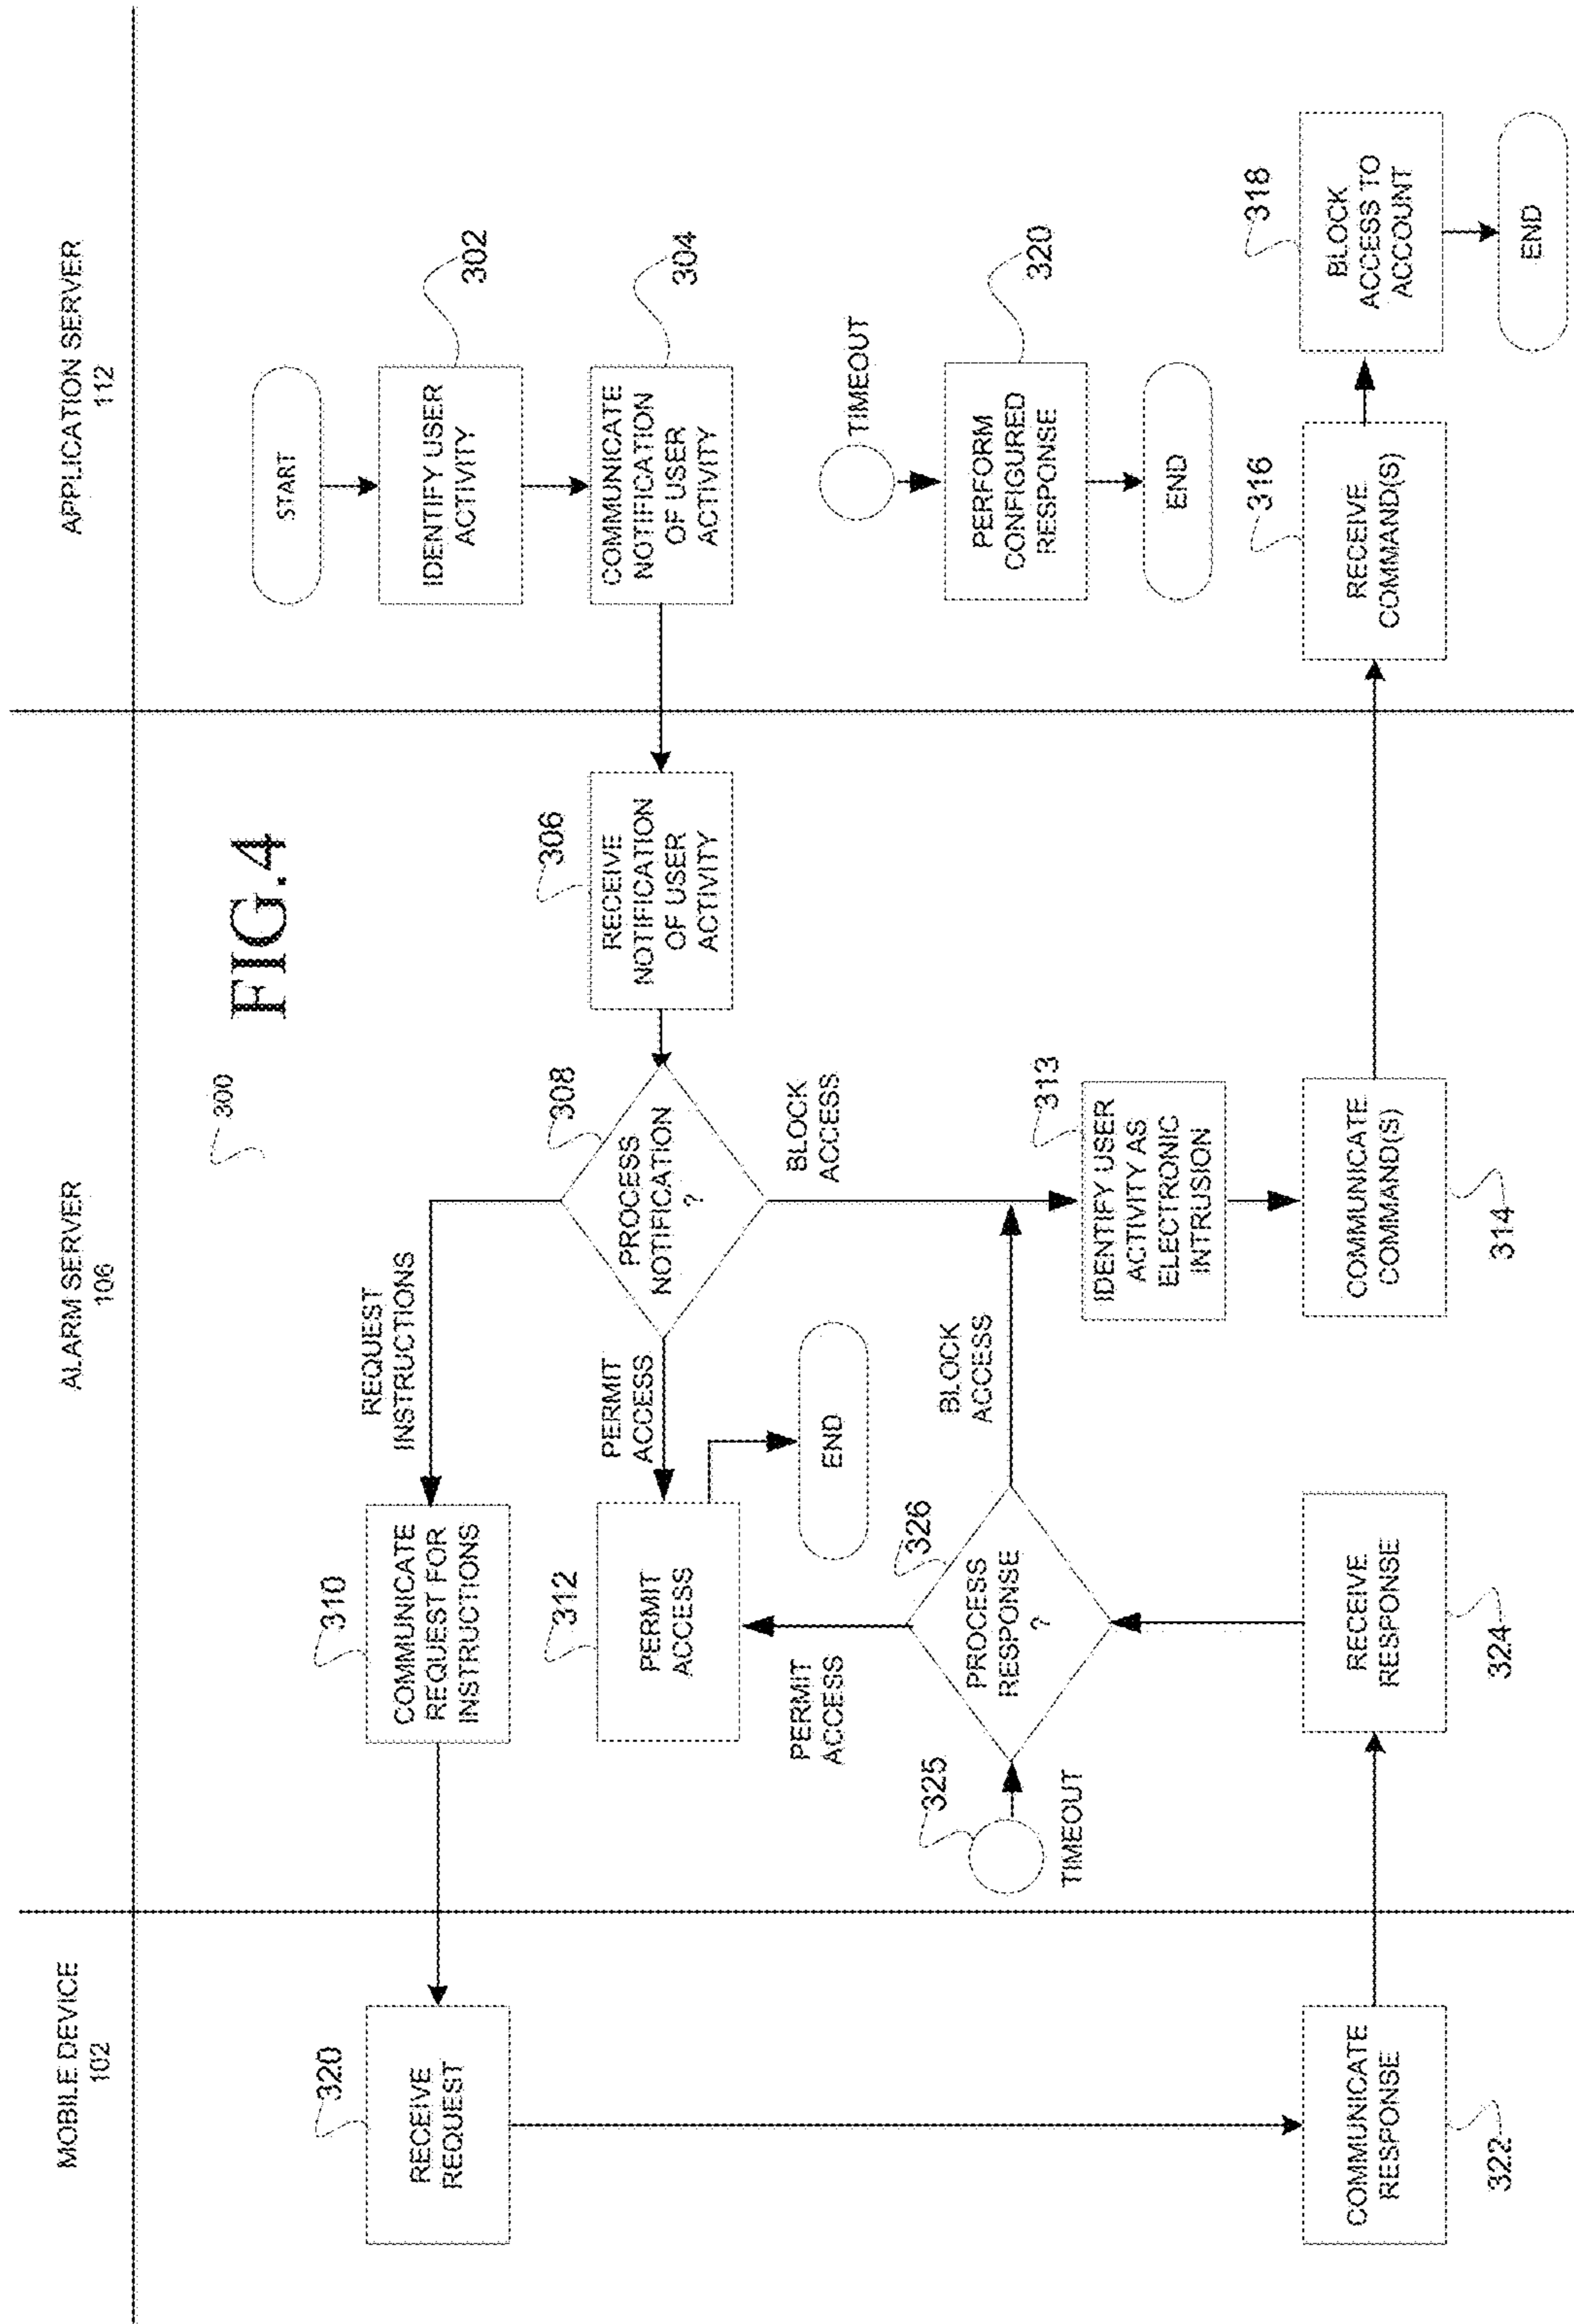 MOBILE DEVICE
102
ALARM SERVER
106
APPLICATION SERVER
112
300
FIG.4
START
IDENTIFY USER
ACTIVITY
302
COMMUNICATE
NOTIFICATION
OF USER
ACTIVITY
304
306
RECEIVE
NOTIFICATION
OF USER
ACTIVITY
308
PROCESS
NOTIFICATION
?
REQUEST
INSTRUCTIONS
PERMIT
ACCESS
BLOCK
ACCESS
310
COMMUNICATE
REQUEST FOR
INSTRUCTIONS
320
RECEIVE
REQUEST
312
PERMIT
ACCESS
END
PERMIT
ACCESS
326
PROCESS
RESPONSE
?
BLOCK
ACCESS
325
TIMEOUT
313
IDENTIFY USER
ACTIVITY AS
ELECTRONIC
INTRUSION
TIMEOUT
PERFORM
CONFIGURED
RESPONSE
320
END
COMMUNICATE
RESPONSE
322
RECEIVE
RESPONSE
324
COMMUNICATE
COMMAND(S)
314
316
RECEIVE
COMMAND(S)
318
BLOCK
ACCESS TO
ACCOUNT
END